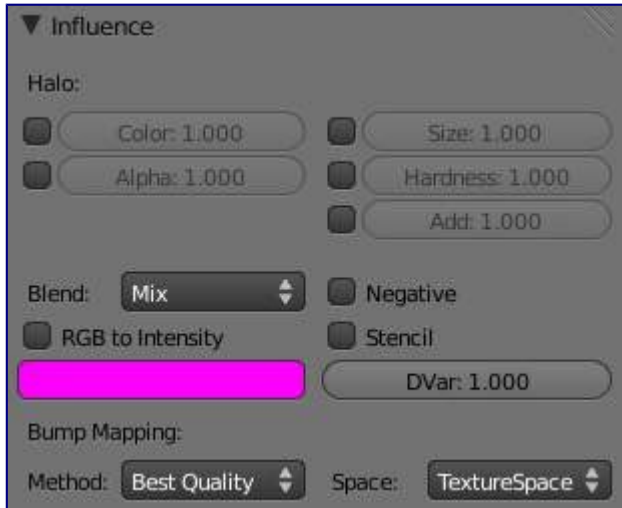 Influence
Halo:
Color: 1.000 Size: 1.000
Alpha: 1.000 Hardness: 1.000
Add: 1.000
Blend: Mix Negative
RGB to Intensity Stencil
DVar: 1.000
Bump Mapping:
Method: Best Quality Space: TextureSpace